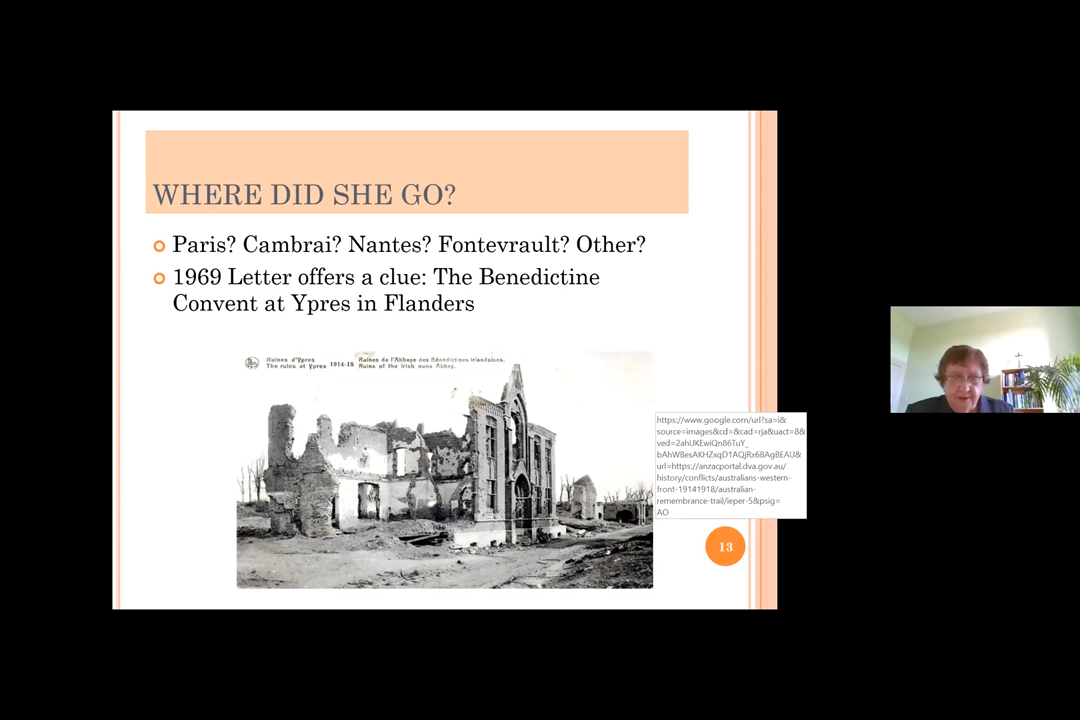 WHERE DID SHE GO?
Paris? Cambrai? Nantes? Fontevrault? Other?
1969 Letter offers a clue: The Benedictine
Convent at Ypres in Flanders
Ruines d'Ypres
The ruins at Ypres
1914-18
Ruines de l'Abbaye des Bénédictines Irlandaises.
Ruins of the Irish nuns Abbey.
https://www.google.com/url?sa=i&
source=images&cd=&cad=rja&uact=8&
ved=2ahUKEwiQn86TuY_
bAhWBesAKHZxqD1AQjRx6BAgBEAU&
url=https://anzacportal.dva.gov.au/
history/conflicts/australians-western-
front-19141918/australian-
remembrance-trail/ieper-5&psig=
AO
13